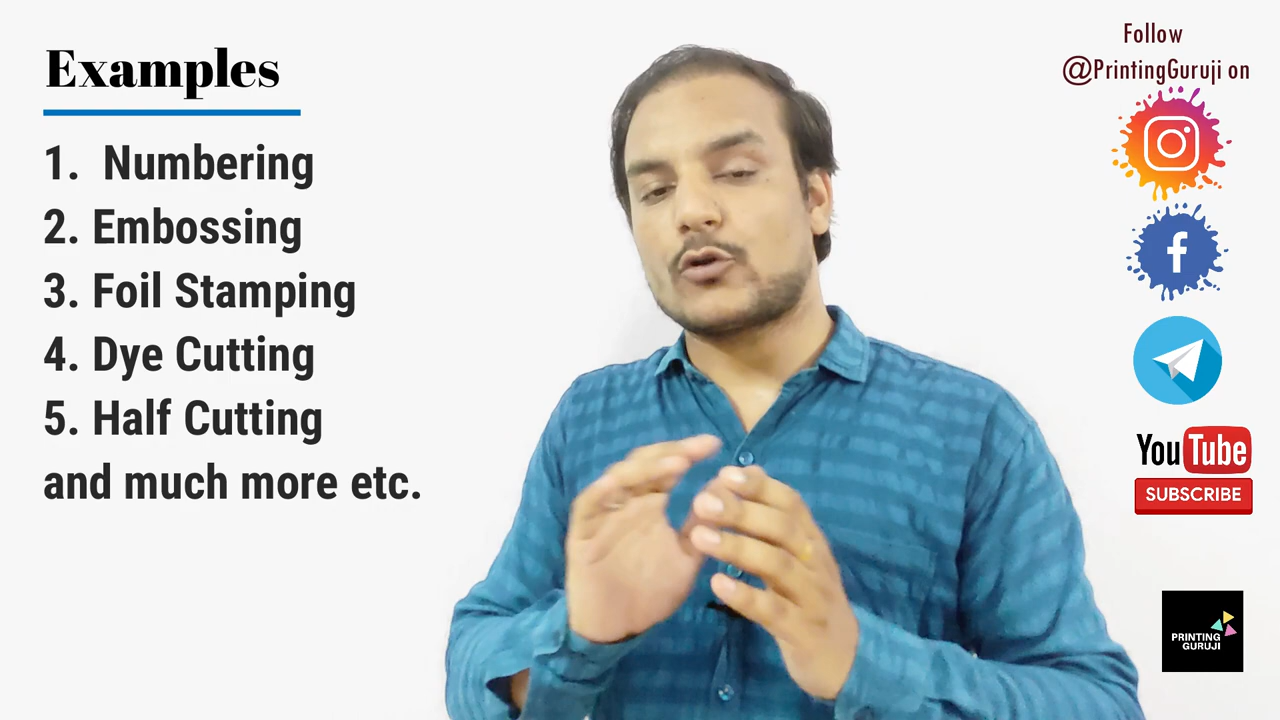 Examples
1. Numbering
2. Embossing
3. Foil Stamping
4. Dye Cutting
5. Half Cutting
and much more etc.
Follow
@PrintingGuruji on
f
You Tube
SUBSCRIBE
PRINTING
GURUJI